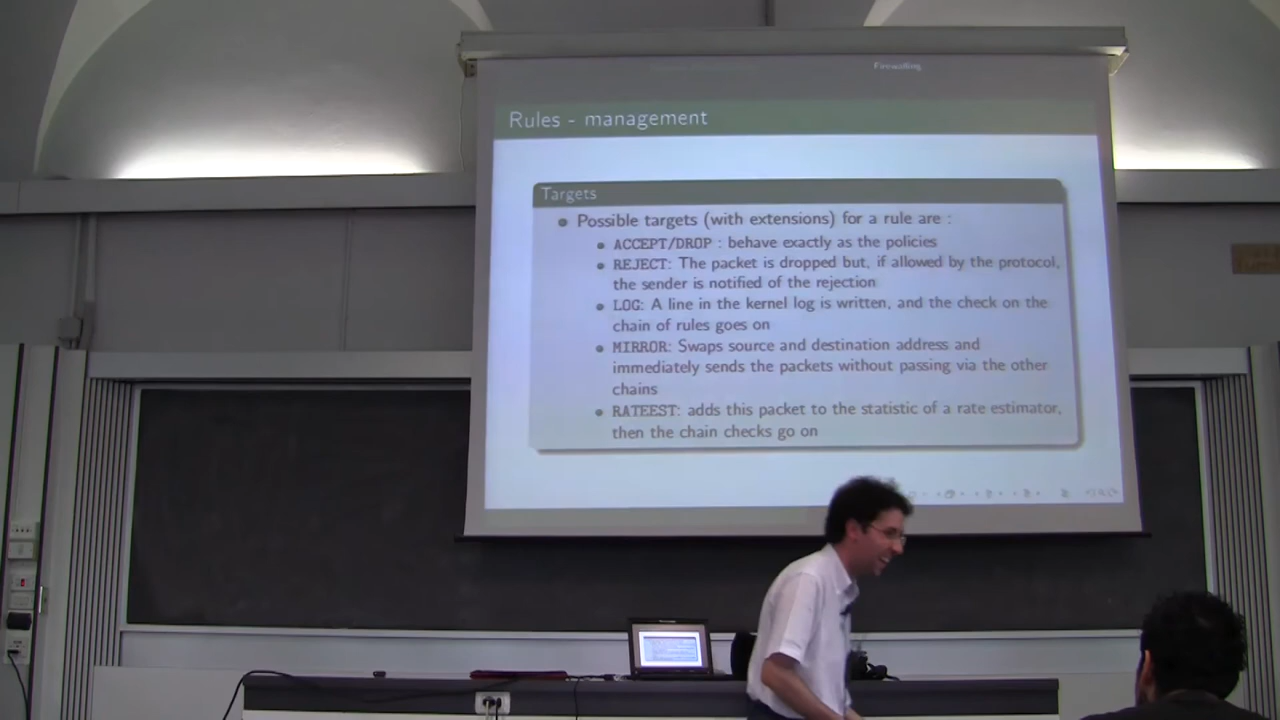 Firewalling
Rules - management
Targets
Possible targets (with extensions) for a rule are :
ACCEPT/DROP : behave exactly as the policies
REJECT: The packet is dropped but, if allowed by the protocol,
the sender is notified of the rejection
LOG: A line in the kernel log is written, and the check on the
chain of rules goes on
MIRROR: Swaps source and destination address and
immediately sends the packets without passing via the other
chains
RATEEST: adds this packet to the statistic of a rate estimator,
then the chain checks go on